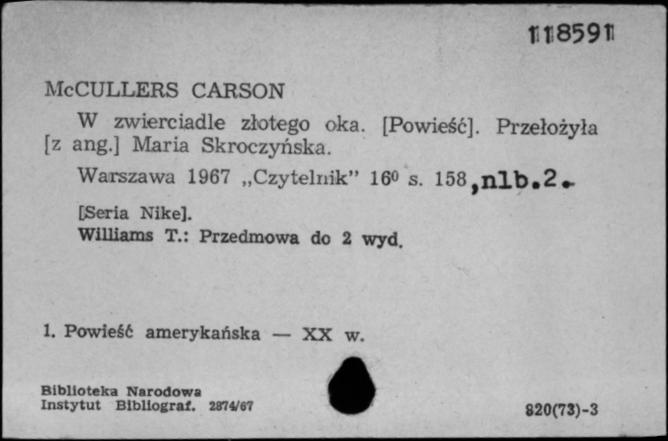 118591
McCULLERS CARSON
W zwierciadle złotego oka. [Powieść]. Przełożyła
[z ang.] Maria Skroczyńska.
Warszawa 1967 „Czytelnik” 16⁰ s. 158, nlb.2.-
[Seria Nike].
Williams T.: Przedmowa do 2 wyd.
1. Powieść amerykańska — XX w.
Biblioteka Narodowa
Instytut Bibliograf. 2874/67
820(73)-3